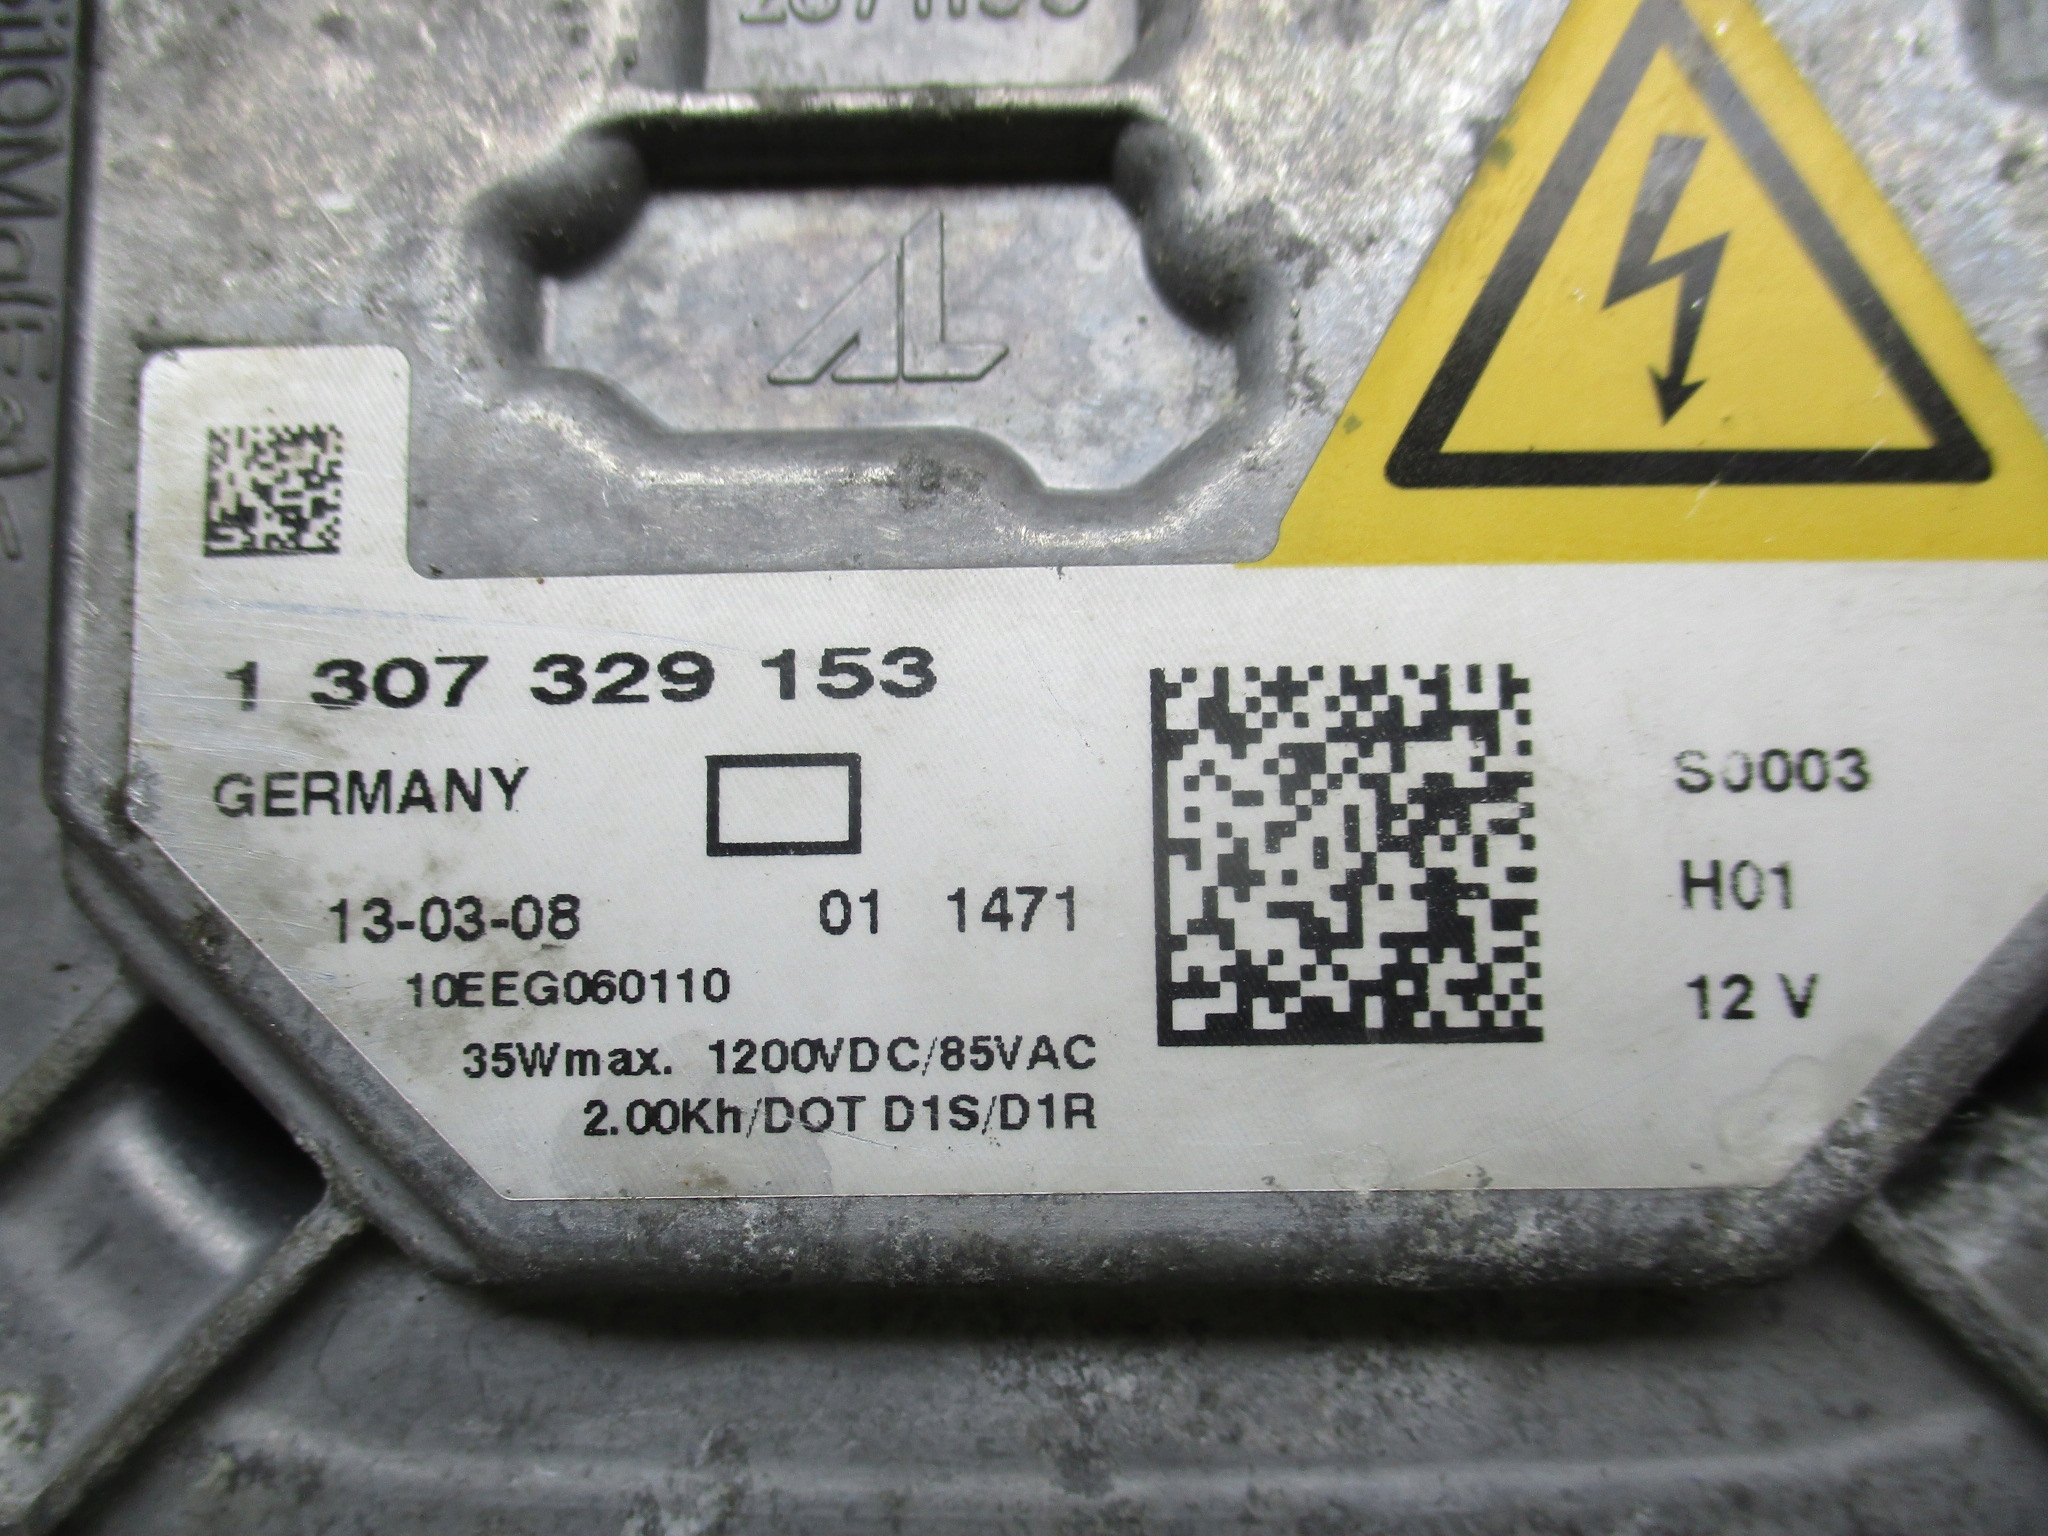 AL
1 307 329 153
GERMANY
13-03-08 01 1471
10EEG060110
35Wmax. 1200VDC/85VAC
2.00Kh/DOT D1S/D1R
S0003
H01
12 V